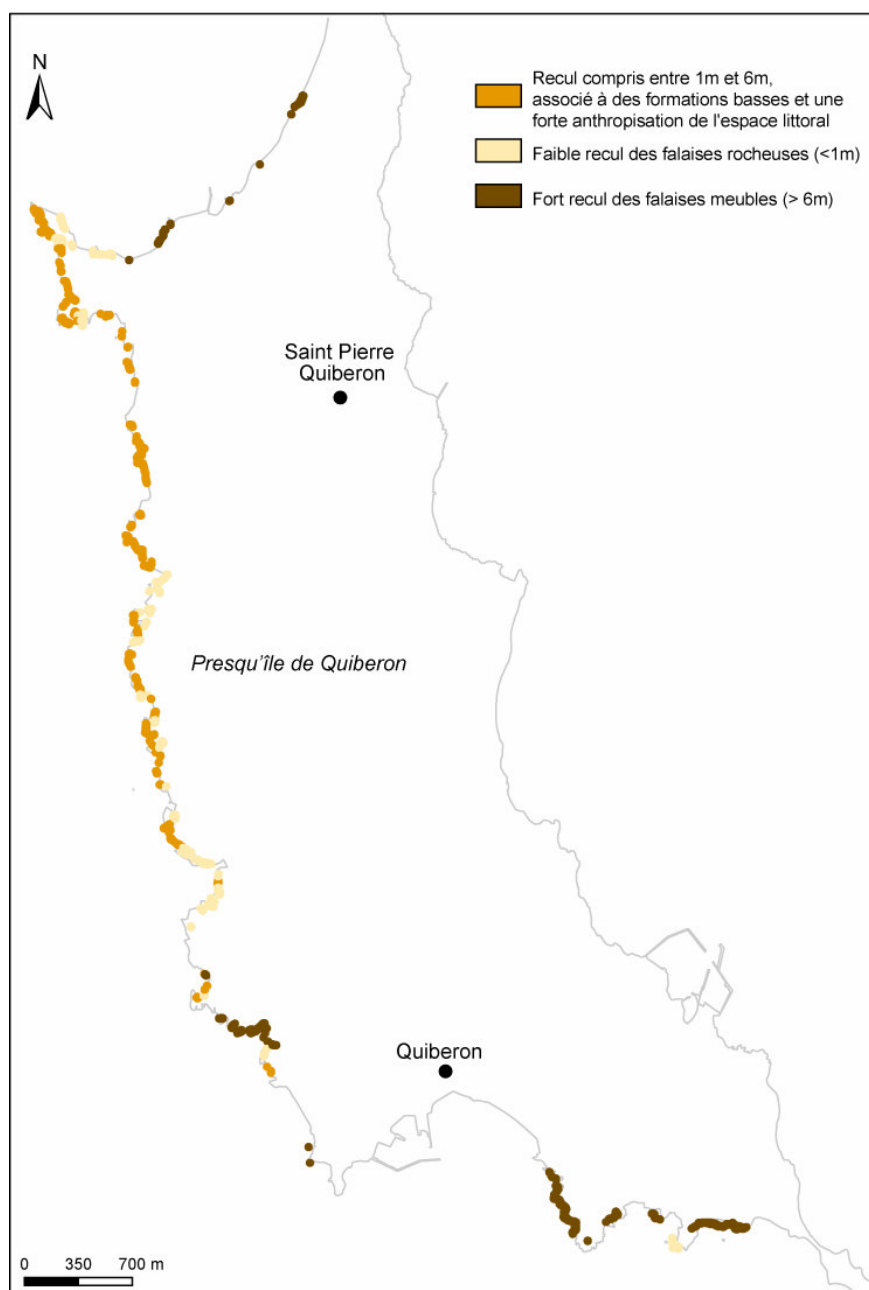 N
Recul compris entre 1m et 6m,
associé à des formations basses et une
forte anthropisation de l'espace littoral
Faible recul des falaises rocheuses (<1m)
Fort recul des falaises meubles (> 6m)
Saint Pierre
Quiberon
Presqu'île de Quiberon
Quiberon
0 350 700 m